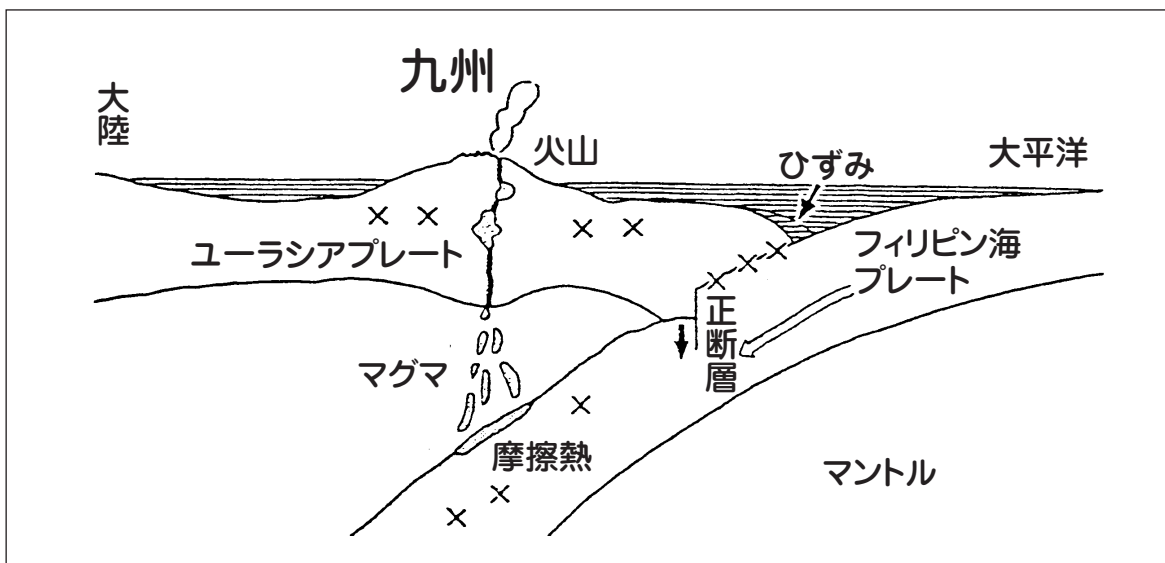 九州
大陸
火山
大平洋
ひずみ
ユーラシアプレート
フィリピン海
プレート
正断層
マグマ
摩擦熱
マントル